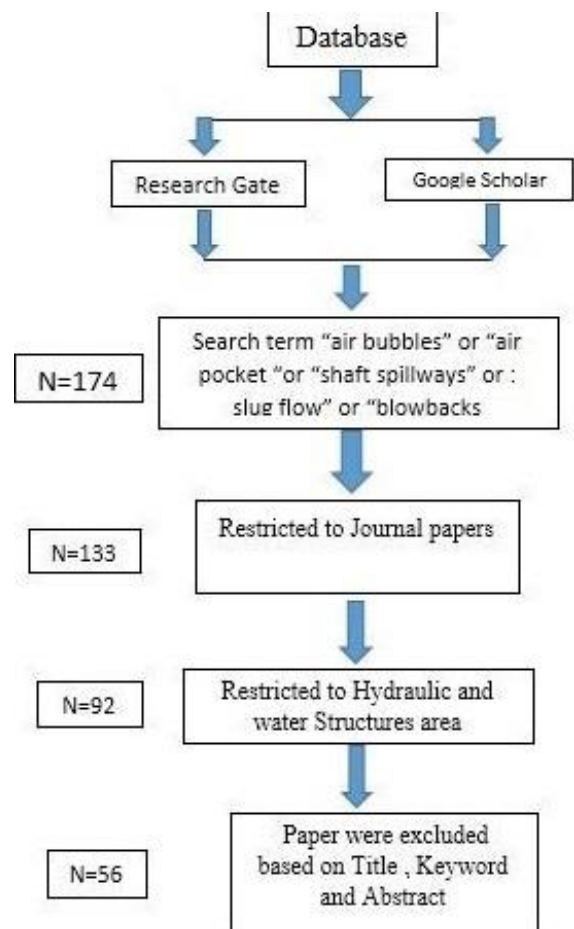 Database
Research Gate
Google Scholar
N=174
Search term “air bubbles” or “air
pocket “or “shaft spillways” or :
slug flow” or “blowbacks
N=133
Restricted to Journal papers
N=92
Restricted to Hydraulic and
water Structures area
N=56
Paper were excluded
based on Title , Keyword
and Abstract